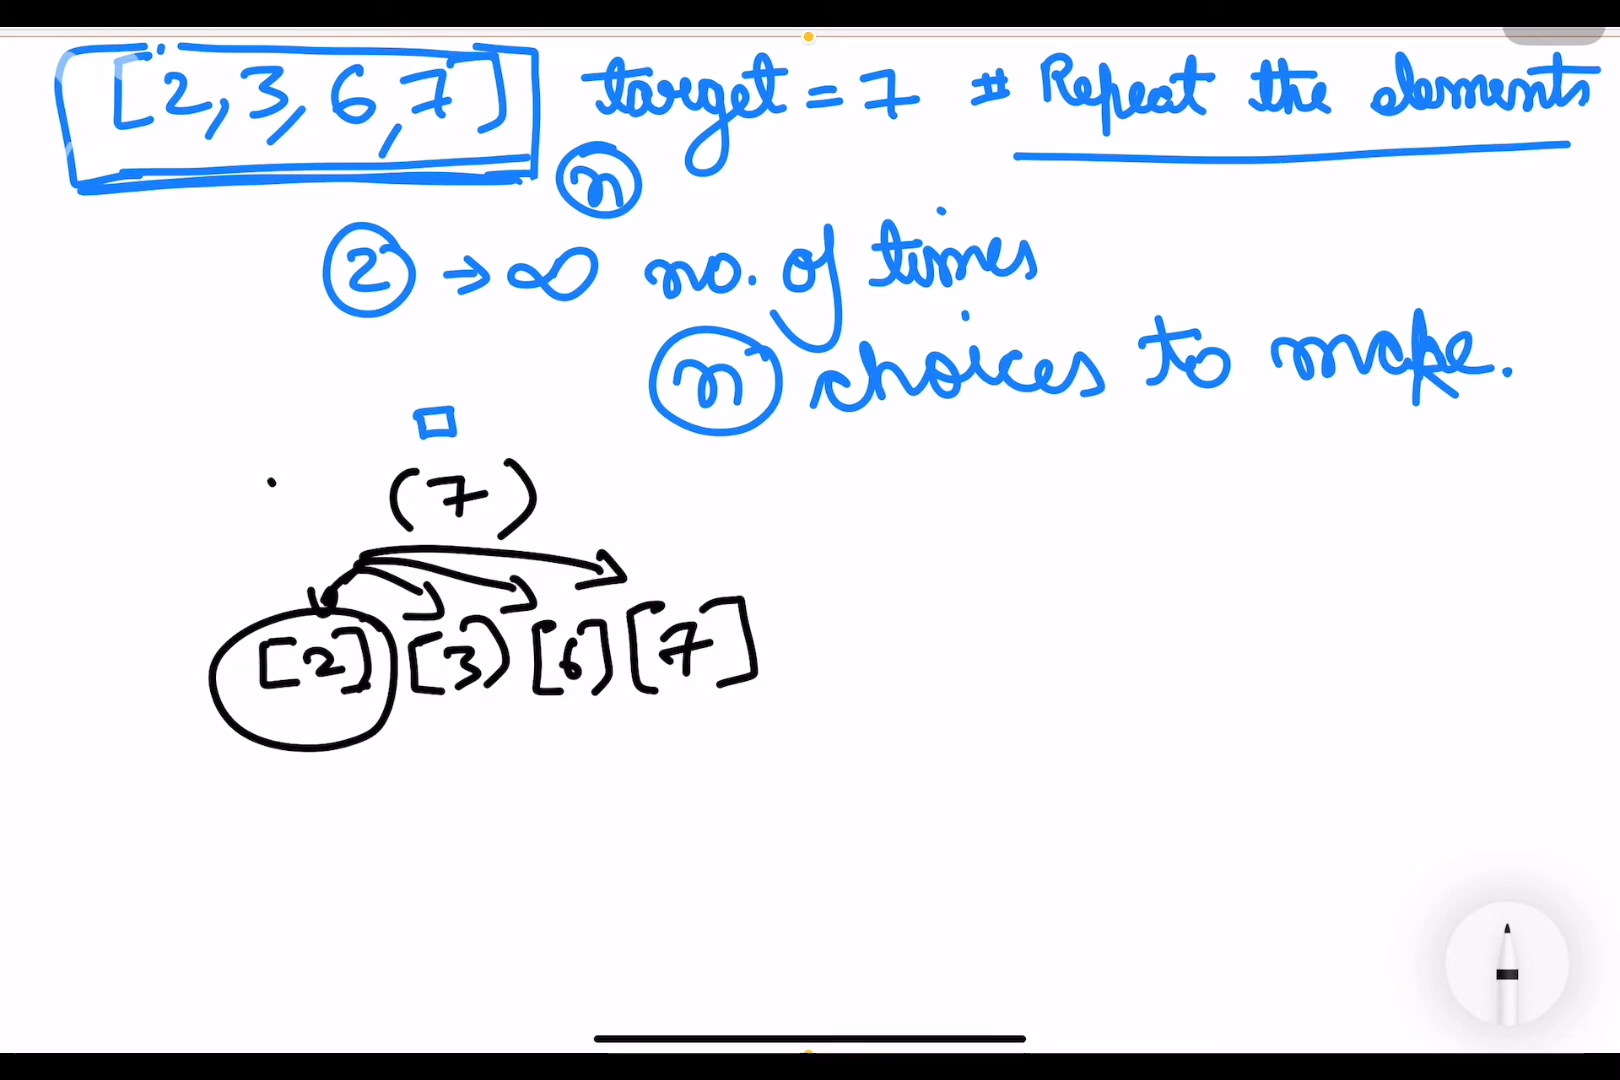 [2, 3, 6, 7] target = 7 # Repeat the elements
n
2 → ∞ no. of times
n choices to make.
(7)
[2] [3) [6] [7]